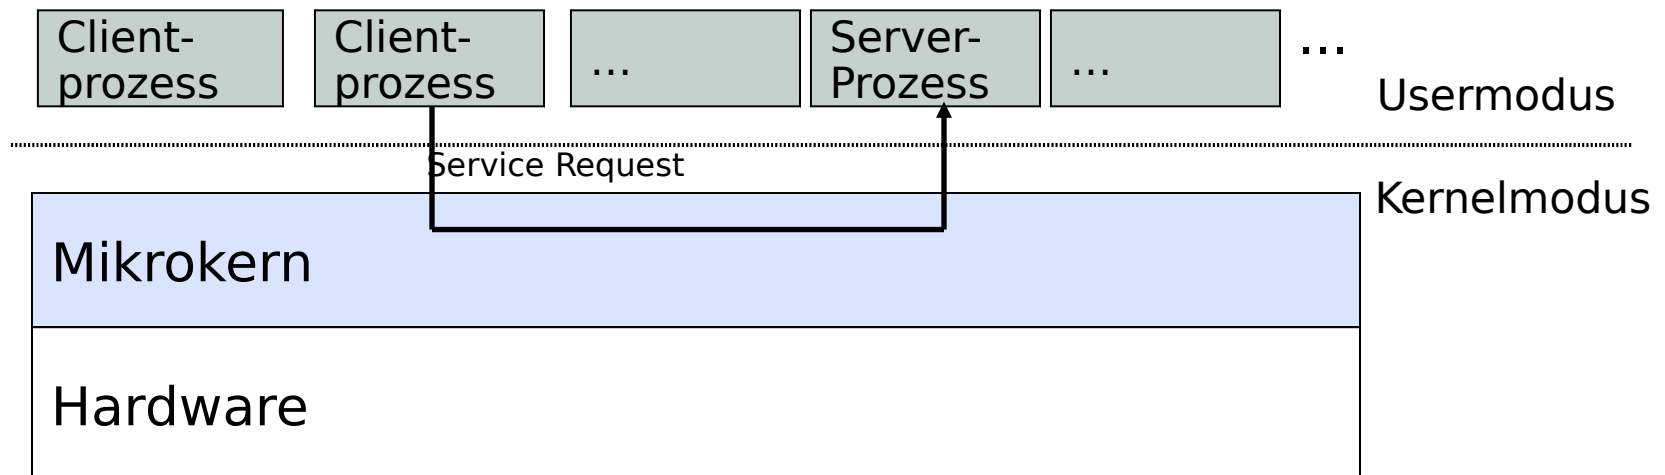 Client-
prozess
Client-
prozess
...
Server-
Prozess
...
...
Usermodus
Service Request
Kernelmodus
Mikrokern
Hardware